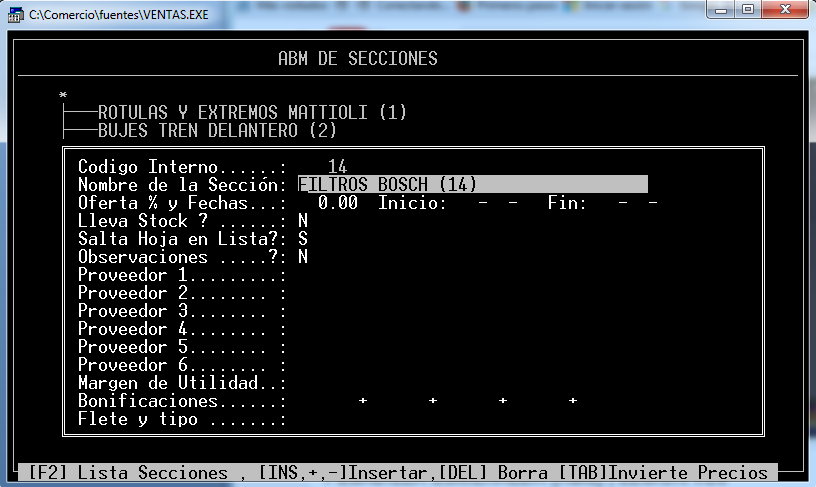 C:\Comercio\fuentes\VENTAS.EXE
ABM DE SECCIONES
*
ROTULAS Y EXTREMOS MATTIOLI (1)
BUJES TREN DELANTERO (2)
Codigo Interno......: 14
Nombre de la Sección: FILTROS BOSCH (14)
Oferta % y Fechas...: 0.00 Inicio: - - Fin: - -
Lleva Stock ? ......: N
Salta Hoja en Lista?: S
Observaciones .....?: N
Proveedor 1.........:
Proveedor 2........ :
Proveedor 3........ :
Proveedor 4........ :
Proveedor 5........ :
Proveedor 6........ :
Margen de Utilidad..:
Bonificaciones......: + + + +
Flete y tipo .......:
[F2] Lista Secciones , [INS,+,-]Insertar,[DEL] Borra [TAB]Invierte Precios